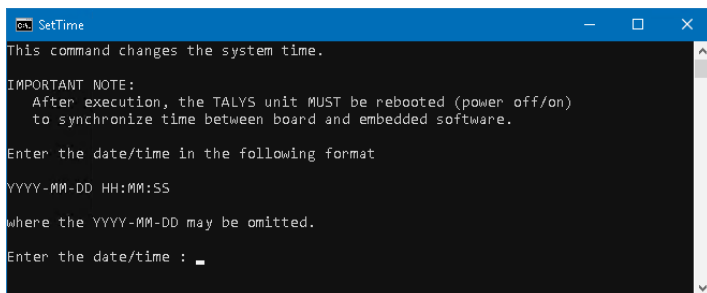 SetTime
This command changes the system time.
IMPORTANT NOTE:
After execution, the TALYS unit MUST be rebooted (power off/on)
to synchronize time between board and embedded software.
Enter the date/time in the following format
YYYY-MM-DD HH:MM:SS
where the YYYY-MM-DD may be omitted.
Enter the date/time : _